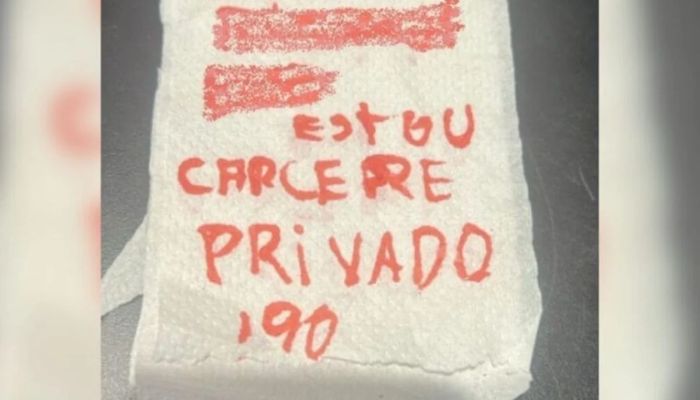 ESTOU
CARCERE
PRIVADO
190